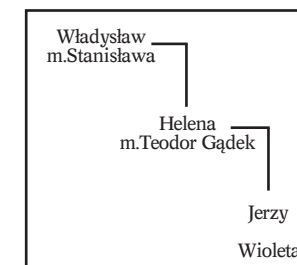 Władysław
m.Stanisława
Helena
m.Teodor Gądek
Jerzy
Wioleta